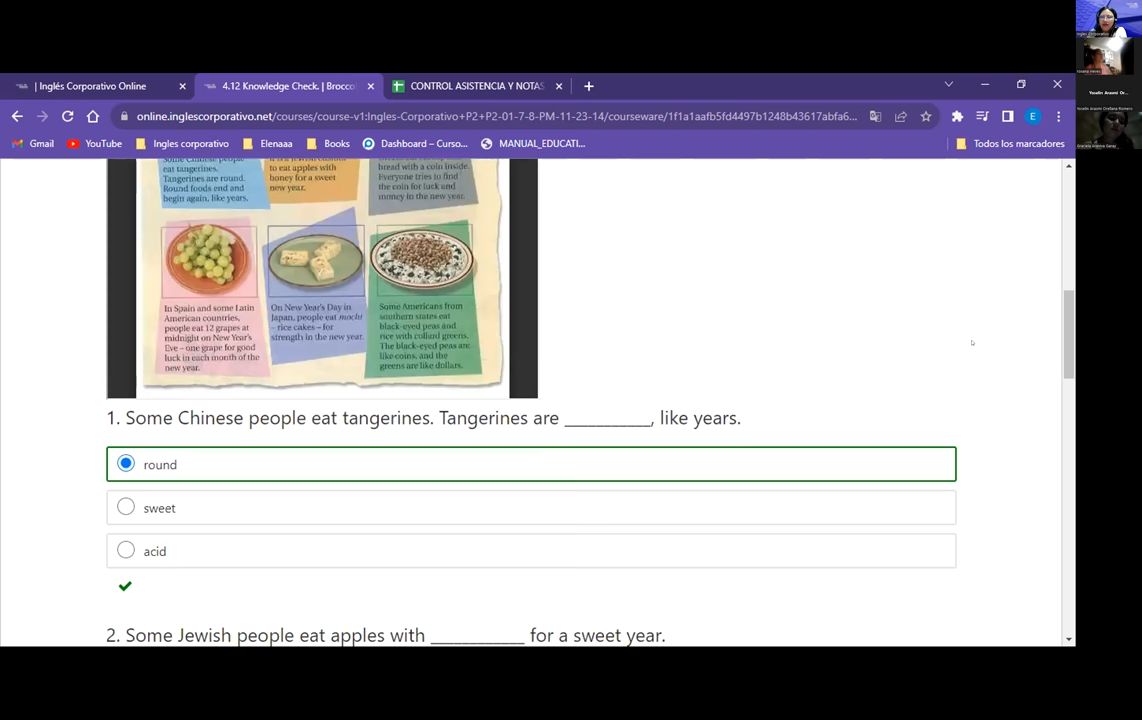 | Inglés Corporativo Online
4.12 Knowledge Check. | Brocco
CONTROL ASISTENCIA Y NOTAS
online.inglescorporativo.net/courses/course-v1:Ingles-Corporativo+P2+P2-01-7-8-PM-11-23-14/courseware/1f1a1aafb5fd4497b1248b43617abfa6...
E
Gmail
YouTube
Ingles corporativo
Elenaaa
Books
Dashboard – Curso...
MANUAL_EDUCATI...
Todos los marcadores
Some Chinese people
eat tangerines.
Tangerines are round.
Round foods end and
begin again, like years.
to eat apples with
honey for a sweet
new year.
bread with a coin inside.
Everyone tries to find
the coin for luck and
money in the new year.
In Spain and some Latin
American countries,
people eat 12 grapes at
midnight on New Year's
Eve – one grape for good
luck in each month of the
new year.
On New Year's Day in
Japan, people eat mochi
– rice cakes – for
strength in the new year.
Some Americans from
southern states eat
black-eyed peas and
rice with collard greens.
The black-eyed peas are
like coins, and the
greens are like dollars.
1. Some Chinese people eat tangerines. Tangerines are ___________, like years.
round
sweet
acid
2. Some Jewish people eat apples with ____________ for a sweet year.
Yoselin Anzomi Or...